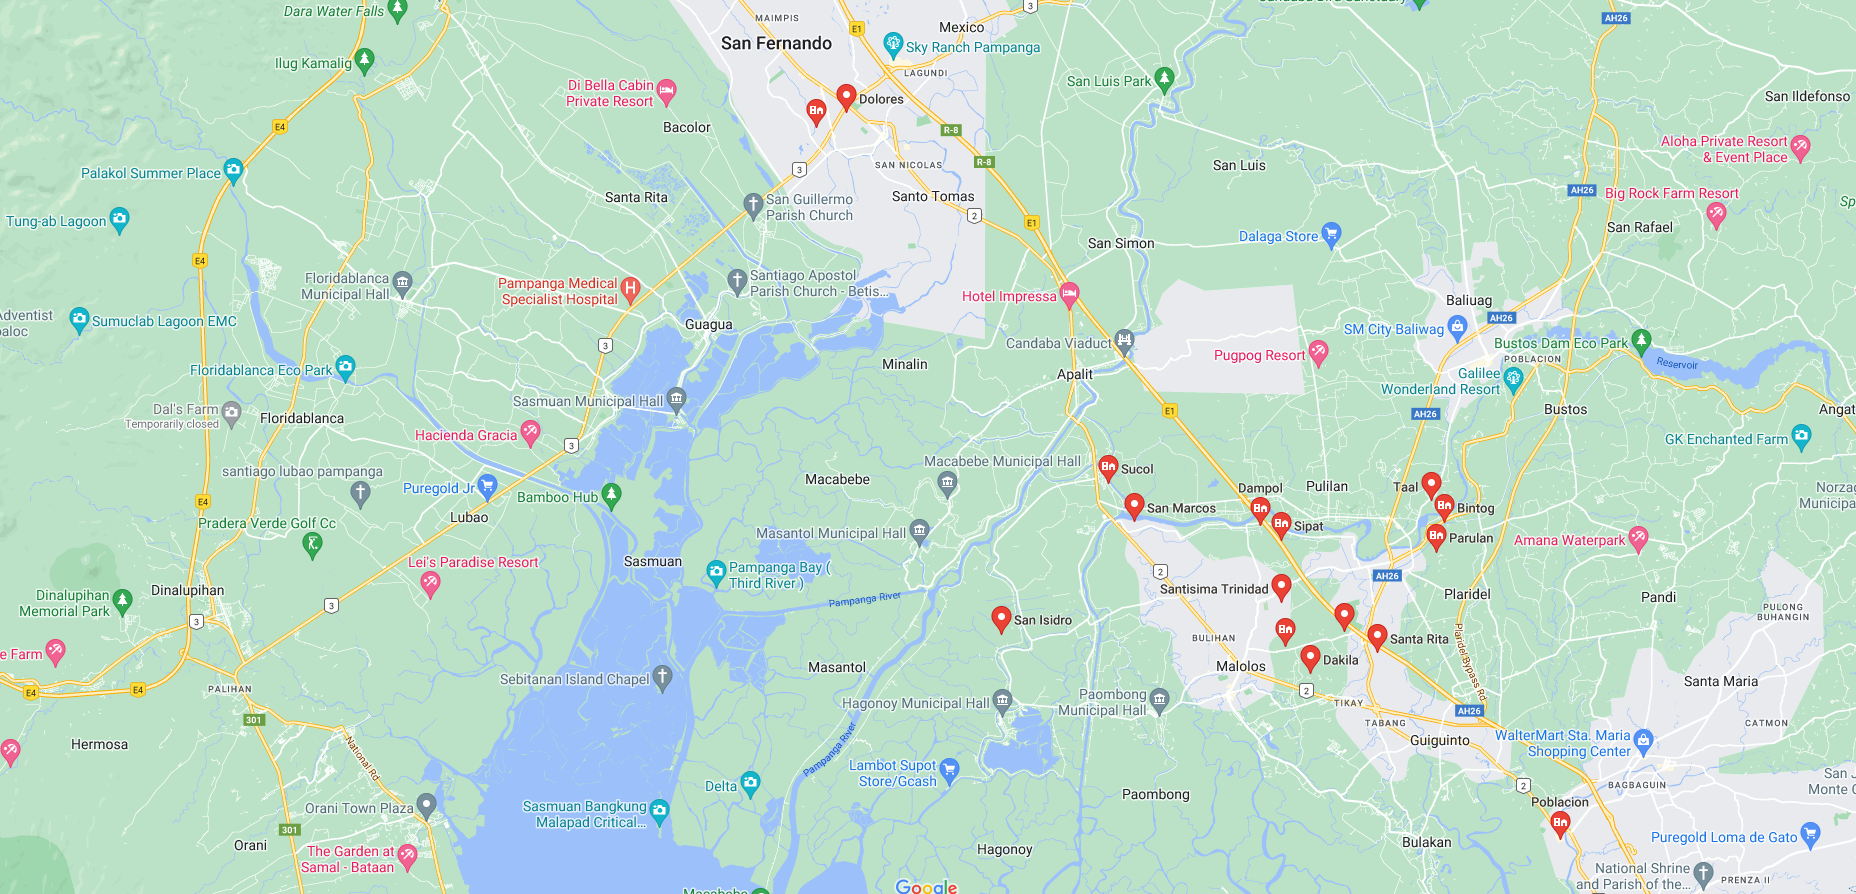 Dara Water Falls
MAIMPIS
E1
3
Mexico
AH26
San Fernando
Sky Ranch Pampanga
Ilug Kamalig
LAGUNDI
Di Bella Cabin
Private Resort
San Luis Park
San Ildefonso
Dolores
Bacolor
E4
R-8
Aloha Private Resort
& Event Place
SAN NICOLAS
R-8
San Luis
3
Palakol Summer Place
AH26
Big Rock Farm Resort
Santa Rita
San Guillermo
Parish Church
Santo Tomas
2
E1
Tung-ab Lagoon
San Rafael
Dalaga Store
San Simon
E4
Floridablanca
Municipal Hall
Pampanga Medical
Specialist Hospital
Santiago Apostol
Parish Church - Betis...
Hotel Impressa
Baliuag
Adventist
Sumuclab Lagoon EMC
Guagua
AH26
SM City Baliwag
3
Candaba Viaduct
Bustos Dam Eco Park
Pugpog Resort
POBLACION
Reservoir
Minalin
Floridablanca Eco Park
Apalit
Galilee
Wonderland Resort
Sasmuan Municipal Hall
Dal's Farm
Temporarily closed
Floridablanca
E1
AH26
Bustos
Angat
Hacienda Gracia
3
GK Enchanted Farm
santiago lubao pampanga
Macabebe Municipal Hall
Sucol
Macabebe
Puregold Jr
Bamboo Hub
Dampol
Pulilan
Taal
E4
San Marcos
Bintog
Lubao
Pradera Verde Golf Cc
Sipat
Masantol Municipal Hall
Parulan
Amana Waterpark
Lei's Paradise Resort
Sasmuan
Pampanga Bay (
Third River )
2
AH26
Dinalupihan
Dinalupihan
Memorial Park
Santisima Trinidad
Plaridel
Pandi
3
Pampanga River
PULONG
BUHANGIN
3
San Isidro
BULIHAN
Santa Rita
Plaridel Bypass Rd
e Farm
Masantol
Malolos
Dakila
Sebitanan Island Chapel
Santa Maria
E4
E4
PALIHAN
2
Hagonoy Municipal Hall
Paombong
Municipal Hall
TIKAY
AH26
301
TABANG
CATMON
Hermosa
National Rd
Pampanga River
Guiguinto
WalterMart Sta. Maria
Shopping Center
Lambot Supot
Store/Gcash
Delta
2
BAGBAGUIN
Paombong
Poblacion
Orani Town Plaza
Sasmuan Bangkung
Malapad Critical...
301
Puregold Loma de Gato
Orani
The Garden at
Samal - Bataan
Hagonoy
Bulakan
National Shrine
and Parish of the...
PRENZA II
Google